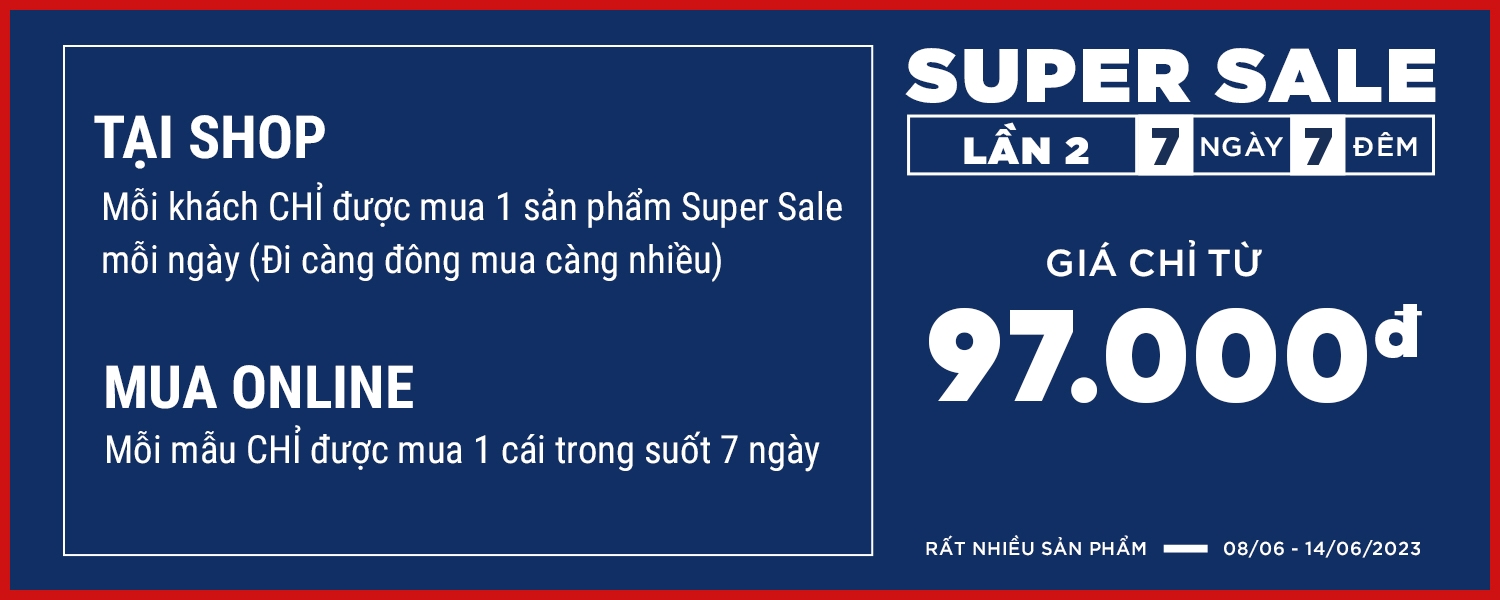 TẠI SHOP
Mỗi khách CHỈ được mua 1 sản phẩm Super Sale
mỗi ngày (Đi càng đông mua càng nhiều)
MUA ONLINE
Mỗi mẫu CHỈ được mua 1 cái trong suốt 7 ngày
SUPER SALE
LẦN 2 7 NGÀY 7 ĐÊM
GIÁ CHỈ TỪ
97.000đ
RẤT NHIỀU SẢN PHẨM — 08/06 - 14/06/2023